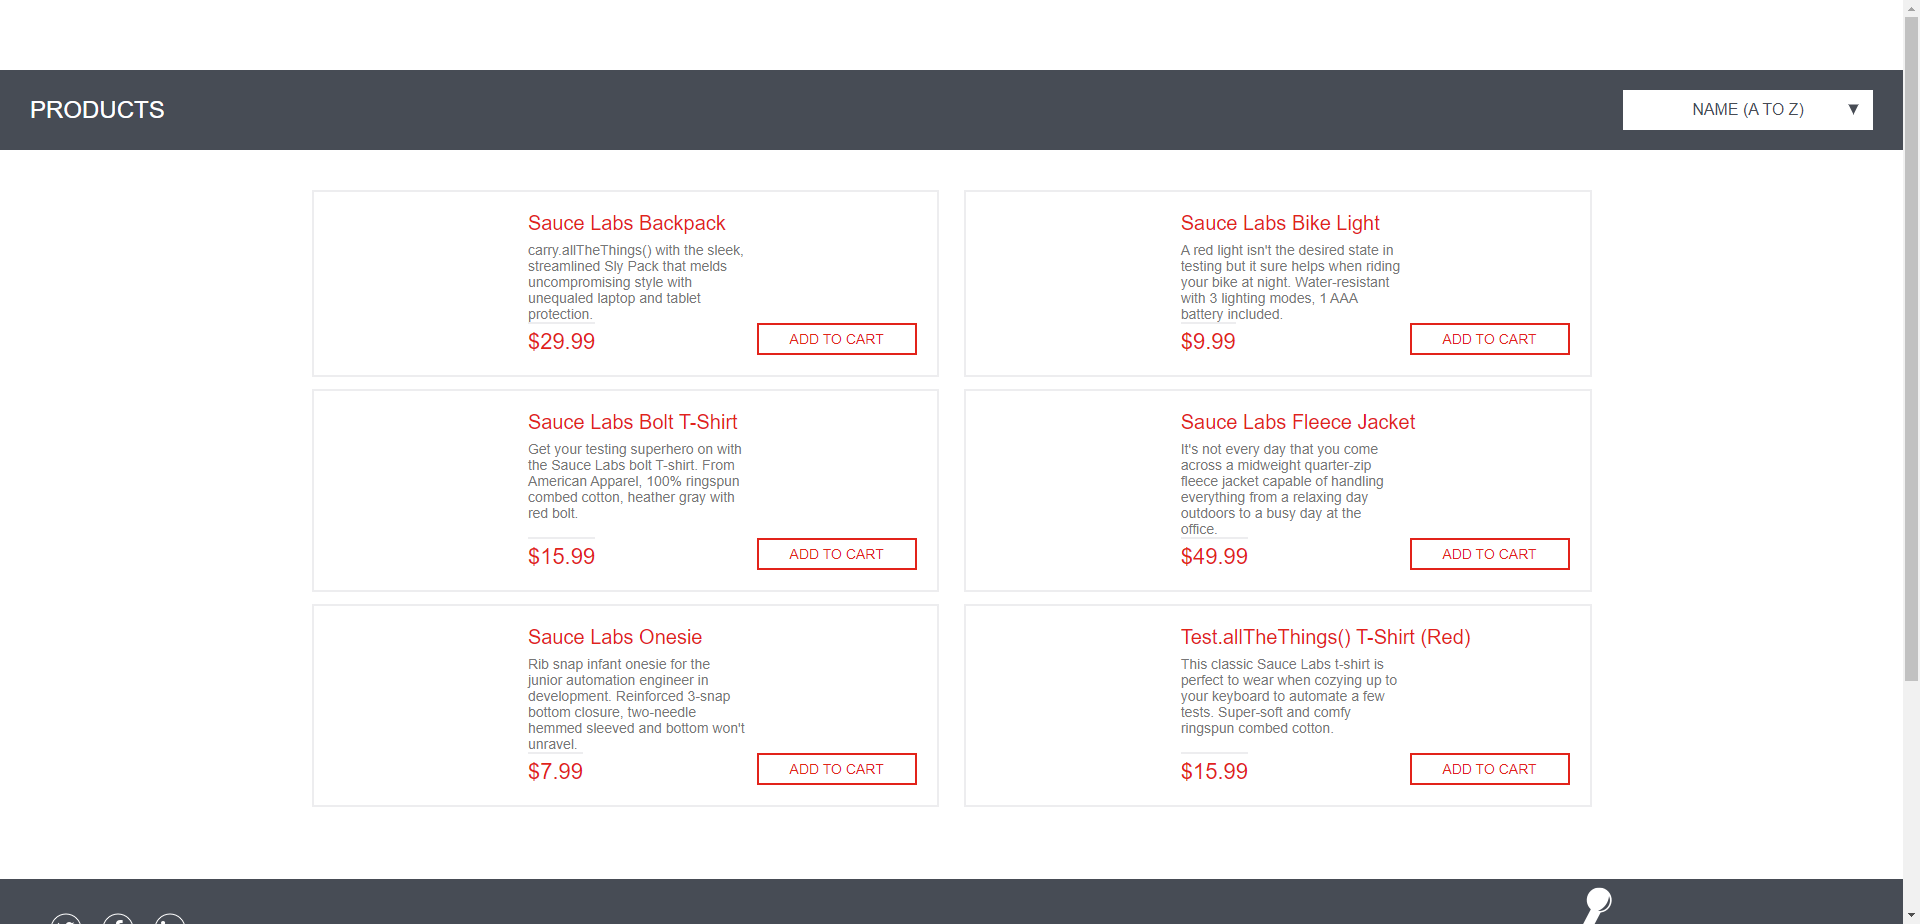 PRODUCTS
NAME (A TO Z) ▼
Sauce Labs Backpack
carry.allTheThings() with the sleek,
streamlined Sly Pack that melds
uncompromising style with
unequaled laptop and tablet
protection.
$29.99
ADD TO CART
Sauce Labs Bike Light
A red light isn't the desired state in
testing but it sure helps when riding
your bike at night. Water-resistant
with 3 lighting modes, 1 AAA
battery included.
$9.99
ADD TO CART
Sauce Labs Bolt T-Shirt
Get your testing superhero on with
the Sauce Labs bolt T-shirt. From
American Apparel, 100% ringspun
combed cotton, heather gray with
red bolt.
$15.99
ADD TO CART
Sauce Labs Fleece Jacket
It's not every day that you come
across a midweight quarter-zip
fleece jacket capable of handling
everything from a relaxing day
outdoors to a busy day at the
office.
$49.99
ADD TO CART
Sauce Labs Onesie
Rib snap infant onesie for the
junior automation engineer in
development. Reinforced 3-snap
bottom closure, two-needle
hemmed sleeved and bottom won't
unravel.
$7.99
ADD TO CART
Test.allTheThings() T-Shirt (Red)
This classic Sauce Labs t-shirt is
perfect to wear when cozying up to
your keyboard to automate a few
tests. Super-soft and comfy
ringspun combed cotton.
$15.99
ADD TO CART